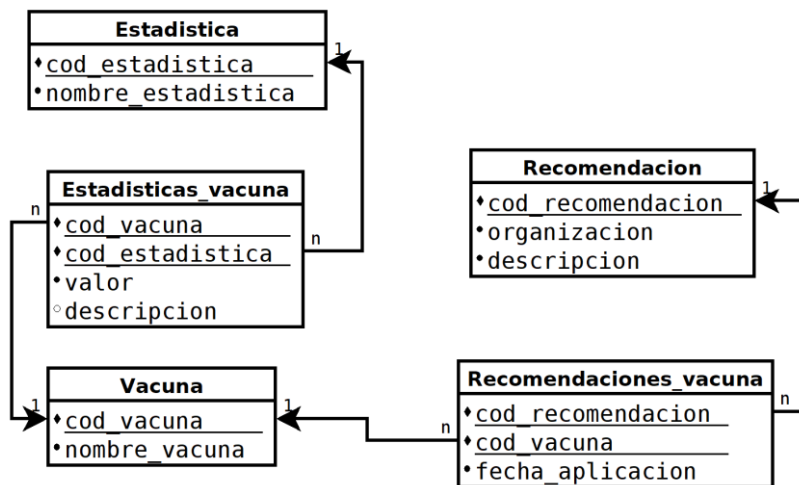 Estadistica
cod_estadistica
nombre_estadistica
1
Estadisticas_vacuna
cod_vacuna
cod_estadistica
valor
descripcion
n
n
Recomendacion
cod_recomendacion
organizacion
descripcion
1
Vacuna
cod_vacuna
nombre_vacuna
1
1
Recomendaciones_vacuna
cod_recomendacion
cod_vacuna
fecha_aplicacion
n
n